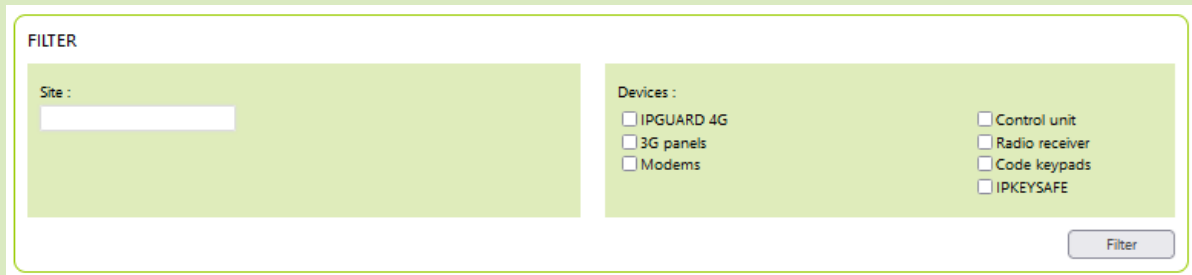 FILTER
Site :
Devices :
IPGUARD 4G
3G panels
Modems
Control unit
Radio receiver
Code keypads
IPKEYSAFE
Filter